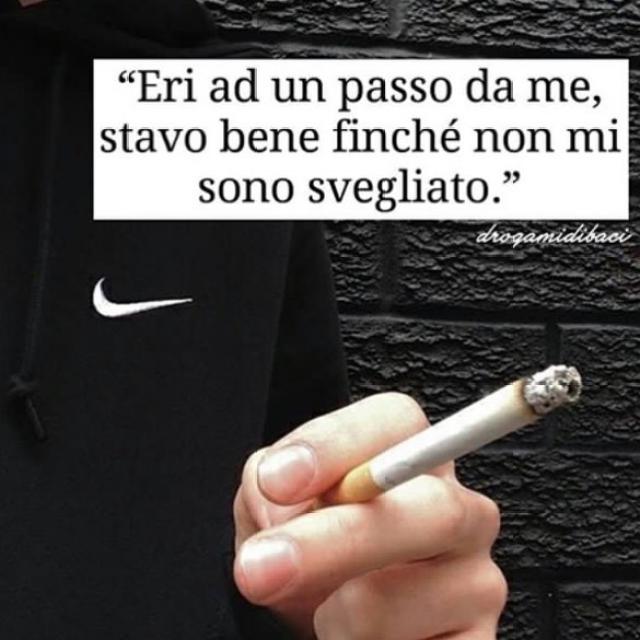 “Eri ad un passo da me,
stavo bene finché non mi
sono svegliato.”
drogamidibaci